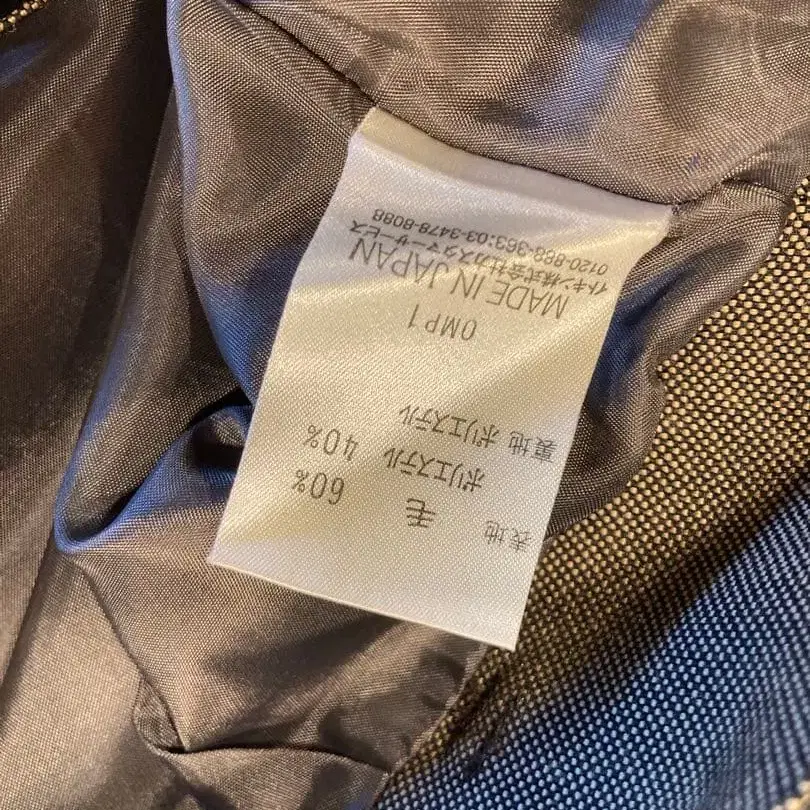 表地 毛 60%
ポリエステル 40%
裏地 ポリエステル
0MP1
MADE IN JAPAN
イトキン株式会社カスタマーサービス
0120-888-363:03-3478-8088